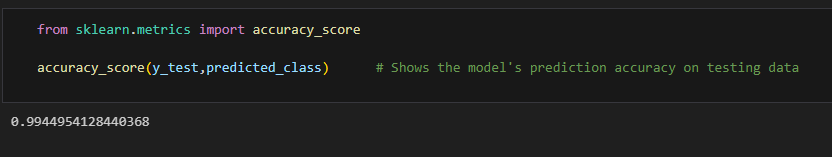 from sklearn.metrics import accuracy_score
accuracy_score(y_test,predicted_class) # Shows the model's prediction accuracy on testing data
0.9944954128440368